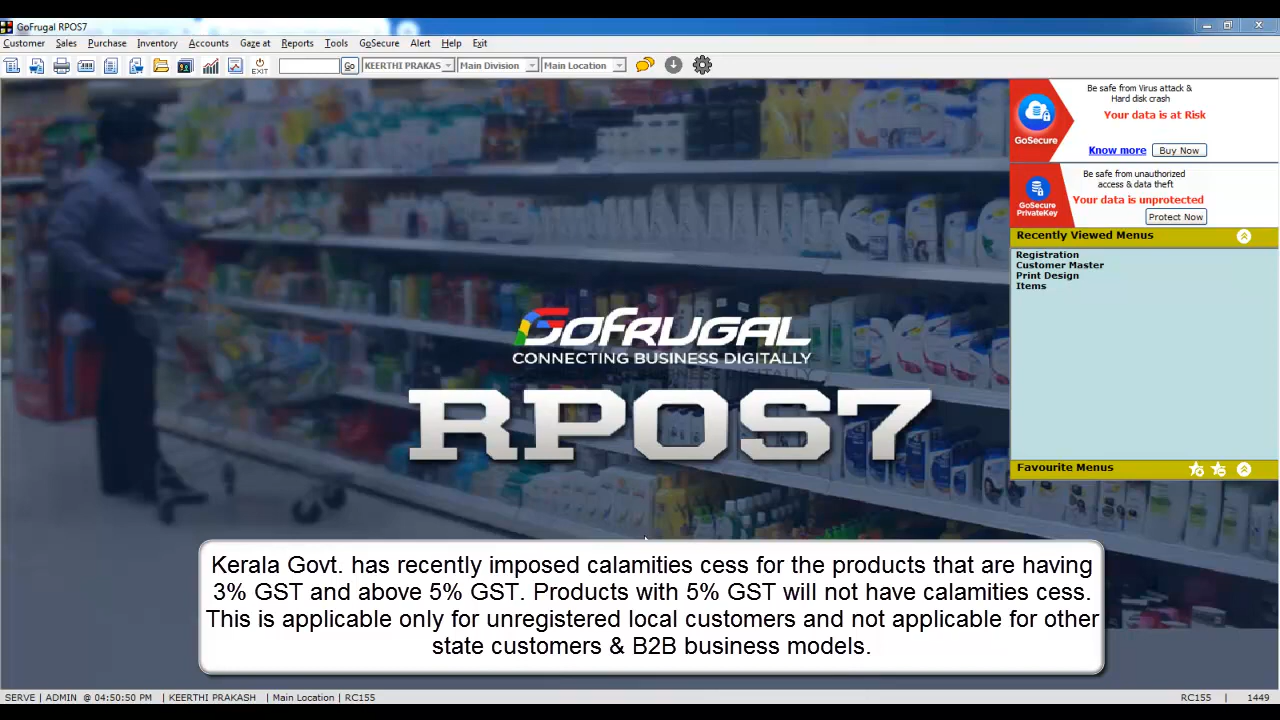 GoFrugal RPOS7
Customer Sales Purchase Inventory Accounts Gaze at Reports Tools GoSecure Alert Help Exit
EXIT Go KEERTHI PRAKAS Main Division Main Location
Be safe from Virus attack &
Hard disk crash
Your data is at Risk
GoSecure
Know more Buy Now
Be safe from unauthorized
access & data theft
Your data is unprotected
GoSecure
PrivateKey
Protect Now
Recently Viewed Menus
Registration
Customer Master
Print Design
Items
GOFRUGAL
CONNECTING BUSINESS DIGITALLY
RPOS7
Favourite Menus
Kerala Govt. has recently imposed calamities cess for the products that are having
3% GST and above 5% GST. Products with 5% GST will not have calamities cess.
This is applicable only for unregistered local customers and not applicable for other
state customers & B2B business models.
SERVE | ADMIN @ 04:50:50 PM | KEERTHI PRAKASH | Main Location | RC155 RC155 | 1449